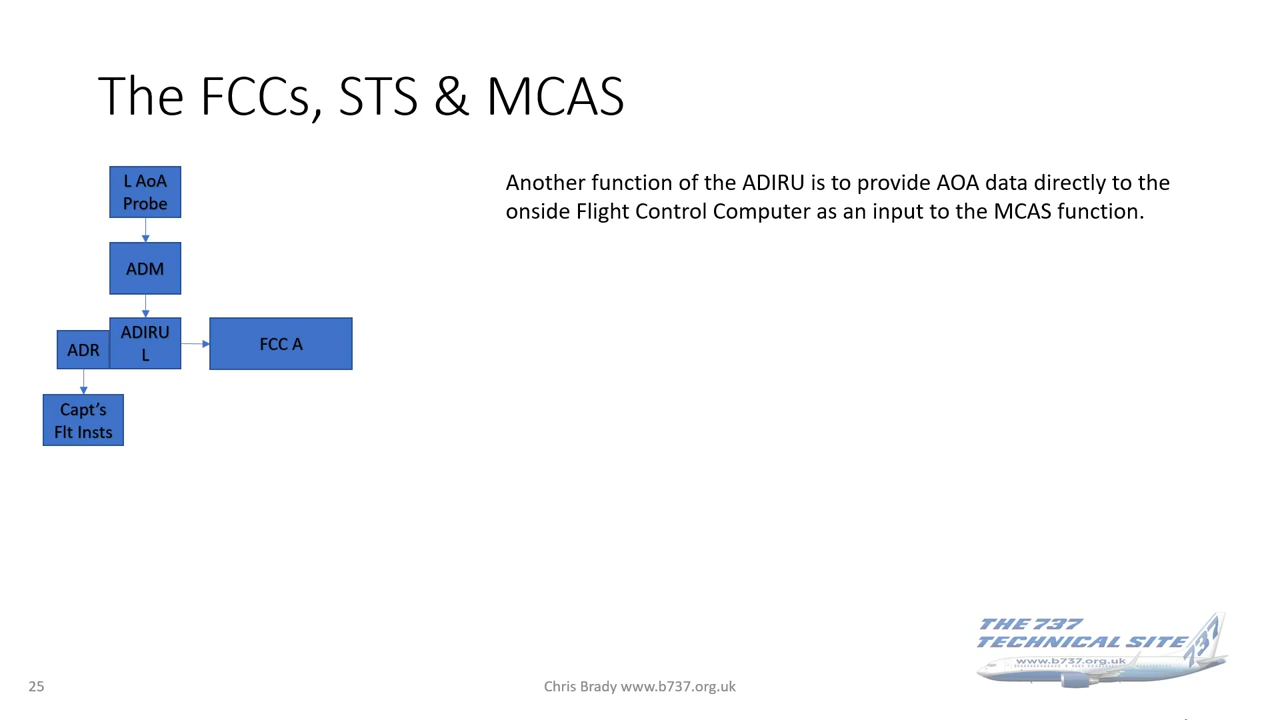 The FCCs, STS & MCAS
L AoA
Probe
ADM
ADIRU
L
ADR
FCC A
Capt's
Flt Insts
Another function of the ADIRU is to provide AOA data directly to the
onside Flight Control Computer as an input to the MCAS function.
THE 737
TECHNICAL SITE
737
www.b737.org.uk
25
Chris Brady www.b737.org.uk